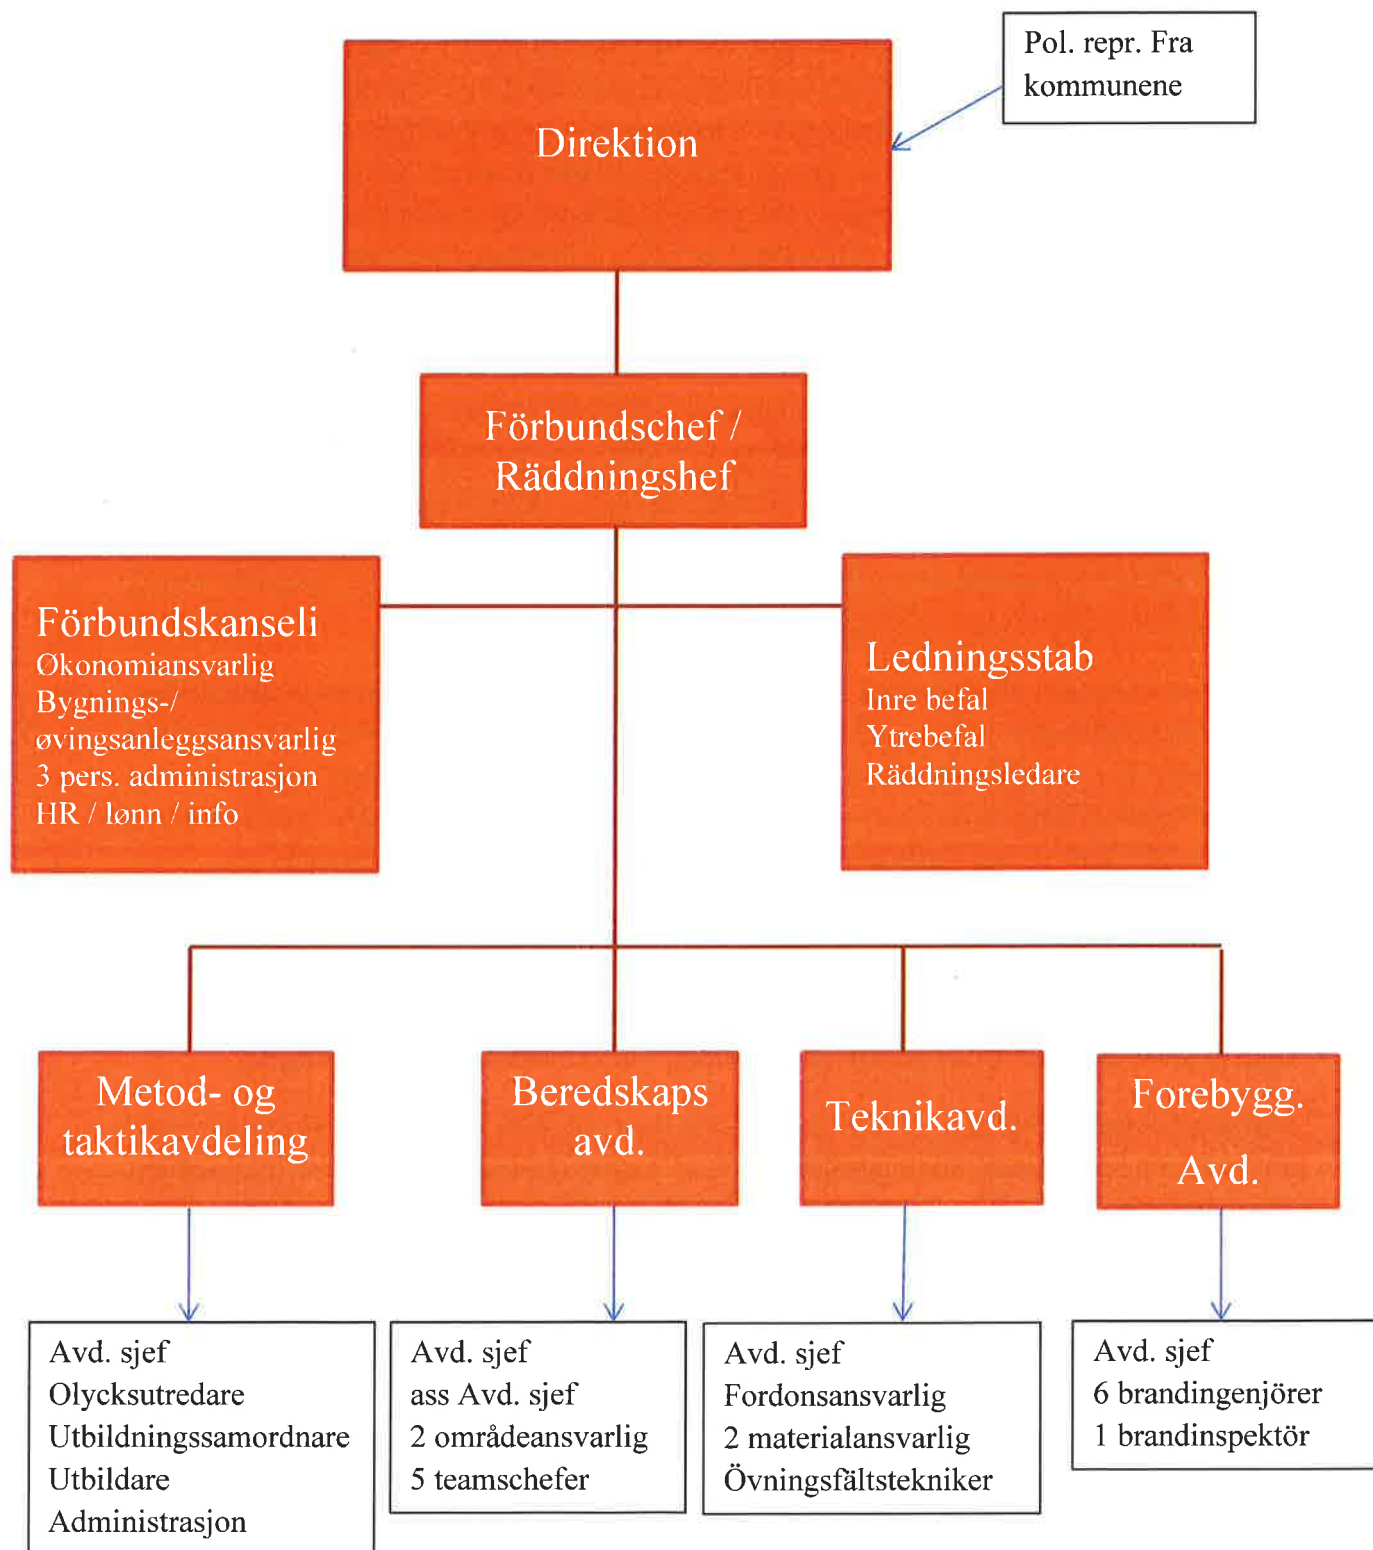 Pol. repr. Fra
kommunene
Direktion
Förbundschef /
Räddningshef
Förbundskanseli
Økonomiansvarlig
Bygnings-/
øvingsanleggsansvarlig
3 pers. administrasjon
HR / lønn / info
Ledningsstab
Inre befal
Ytrebefal
Räddningsledare
Metod- og
taktikavdeling
Beredskaps
avd.
Teknikavd.
Forebygg.
Avd.
Avd. sjef
Olycksutredare
Utbildningssamordnare
Utbildare
Administrasjon
Avd. sjef
ass Avd. sjef
2 områdeansvarlig
5 teamschefer
Avd. sjef
Fordonsansvarlig
2 materialansvarlig
Övningsfältstekniker
Avd. sjef
6 brandingenjörer
1 brandinspektör